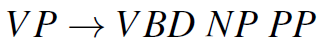 VP → VBD NP PP